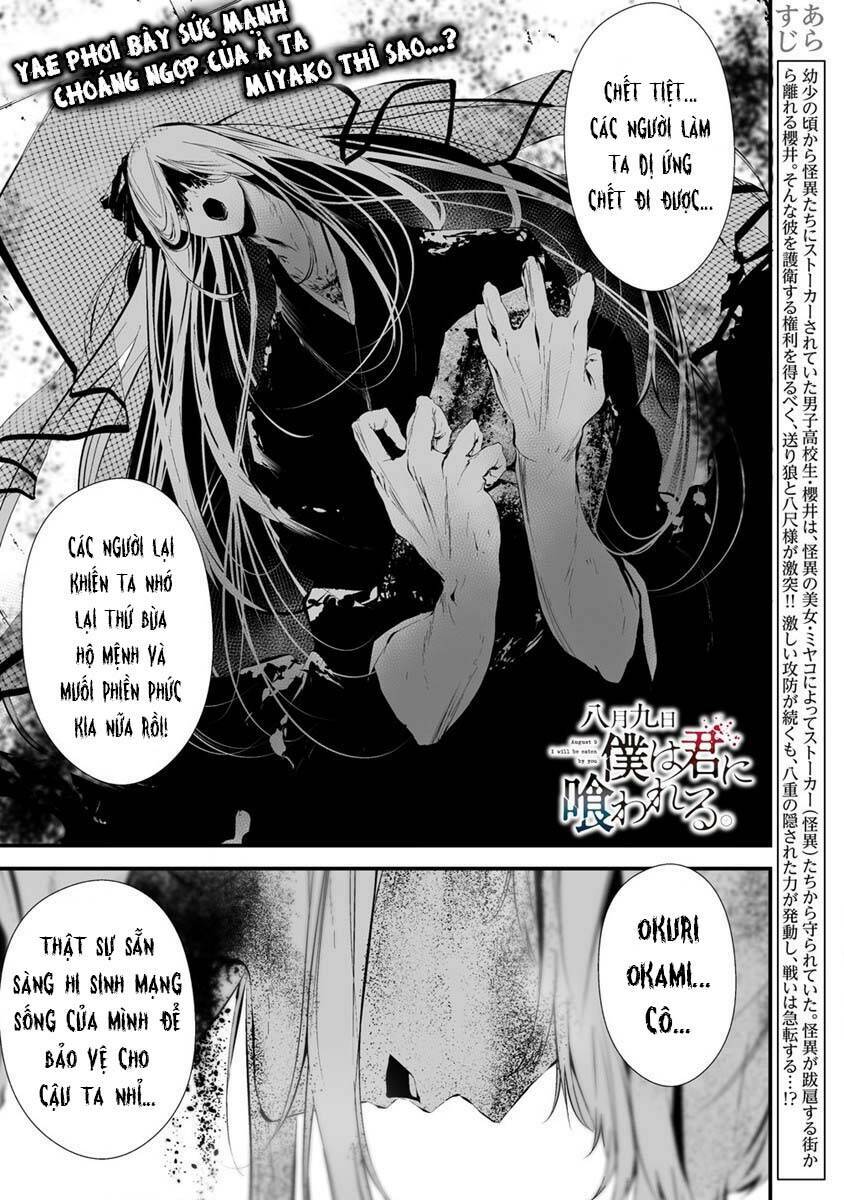 あら
すじ
幼少の頃から怪異たちにストーカーされていた男子高校生・櫻井は、怪異の美女・ミヤコによってストーカー（怪異）たちから守られていた。怪異が跋扈する街か
ら離れる櫻井。そんな彼を護衛する権利を得るべく、送り狼と八尺様が激突!! 激しい攻防が続くも、八重の隠された力が発動し、戦いは急転する…!?
YAE PHƠI BÀY SỨC MẠNH
CHOÁNG NGỢP CỦA Ả TA
MIYAKO THÌ SAO...?
CHẾT TIỆT...
CÁC NGƯỜI LÀM
TA DỊ ỨNG
CHẾT ĐI ĐƯỢC...
CÁC NGƯỜI LẠI
KHIẾN TA NHỚ
LẠI THỨ BÙA
HỘ MỆNH VÀ
MUỐI PHIỀN PHỨC
KIA NỮA RỒI!
八月九日
August 9
I will be eaten
by you
僕は君に
喰われる。
OKURI
OKAMI...
CÔ...
THẬT SỰ SẴN
SÀNG HI SINH MẠNG
SỐNG CỦA MÌNH ĐỂ
BẢO VỆ CHO
CẬU TA NHỈ...